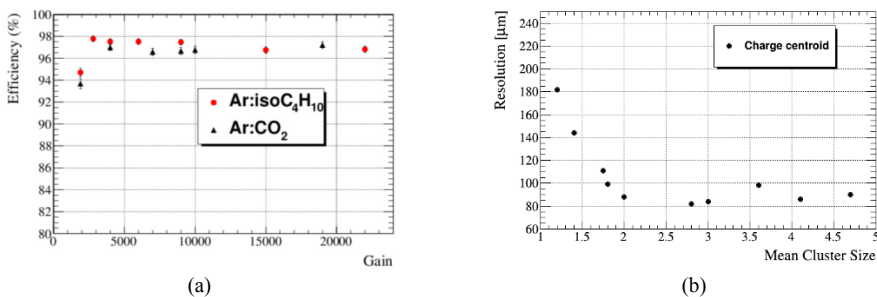 Efficiency (%)
100
98
96
94
92
90
88
86
84
82
80
Ar:isoC₄H₁₀
Ar:CO₂
5000 10000 15000 20000
Gain
(a)
Resolution [µm]
240
220
200
180
160
140
120
100
80
60
Charge centroid
1 1.5 2 2.5 3 3.5 4 4.5 5
Mean Cluster Size
(b)